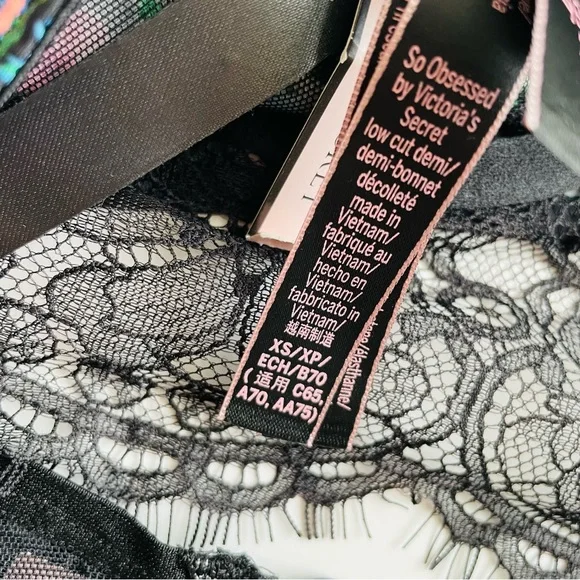 So Obsessed
by Victoria's
Secret
low cut demi/
demi-bonnet
décolleté
made in
Vietnam/
fabriqué au
Vietnam/
hecho en
Vietnam/
fabbricato in
Vietnam/
越南制造
XS/XP/
ECH/B70
(适用 C65,
A70, AA75)